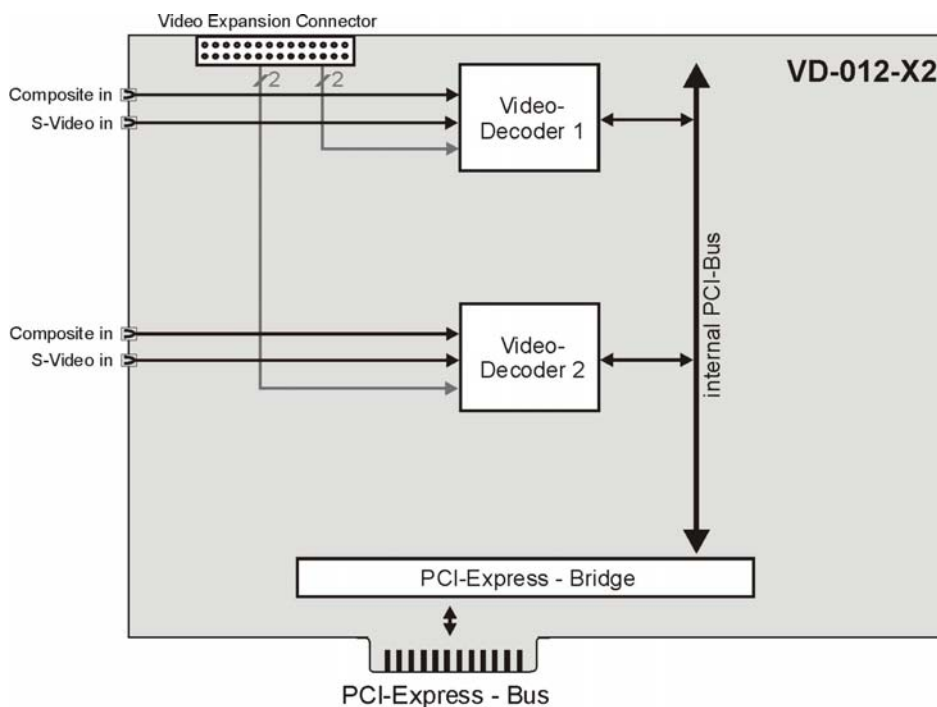 Video Expansion Connector
VD-012-X2
2
2
Composite in
S-Video in
Video-
Decoder 1
internal PCI-Bus
Composite in
S-Video in
Video-
Decoder 2
PCI-Express - Bridge
PCI-Express - Bus